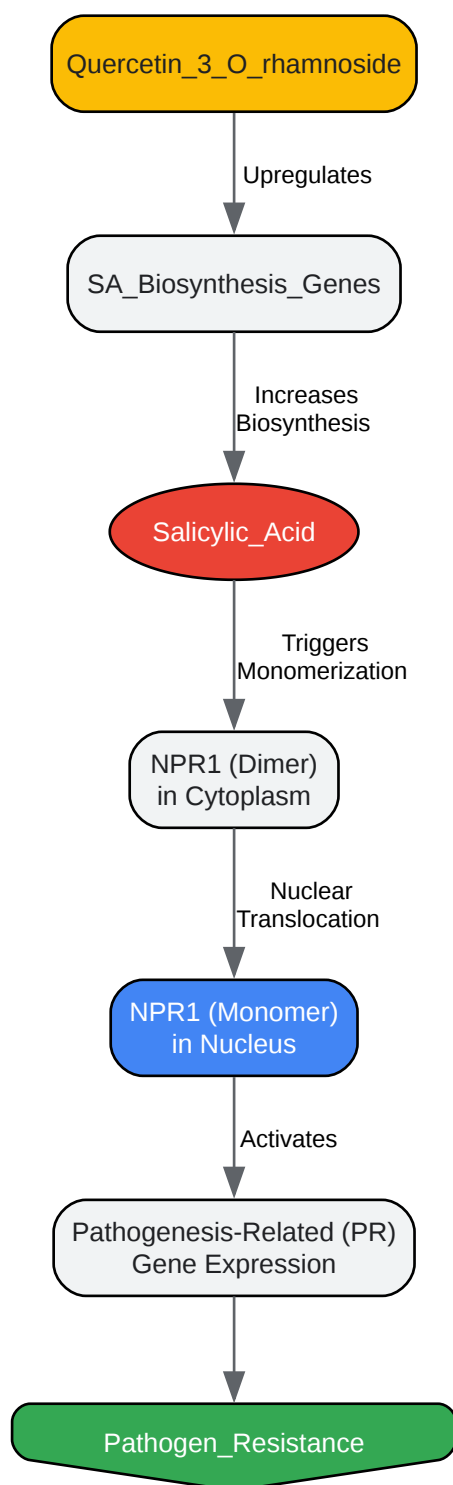 Quercetin_3_O_rhamnoside
Upregulates
SA_Biosynthesis_Genes
Increases
Biosynthesis
Salicylic_Acid
Triggers
Monomerization
NPR1 (Dimer)
in Cytoplasm
Nuclear
Translocation
NPR1 (Monomer)
in Nucleus
Activates
Pathogenesis-Related (PR)
Gene Expression
Pathogen_Resistance